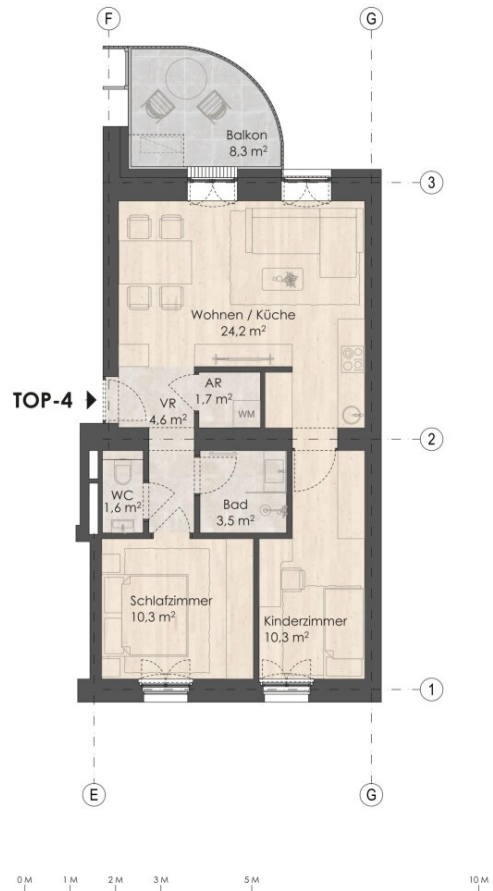 F
G
Balkon
8,3 m²
3
Wohnen / Küche
24,2 m²
AR
1,7 m²
TOP-4
VR
4,6 m²
WM
2
WC
1,6 m²
Bad
3,5 m²
Schlafzimmer
10,3 m²
Kinderzimmer
10,3 m²
1
E
G
0 M 1 M 2 M 3 M 5 M 10 M